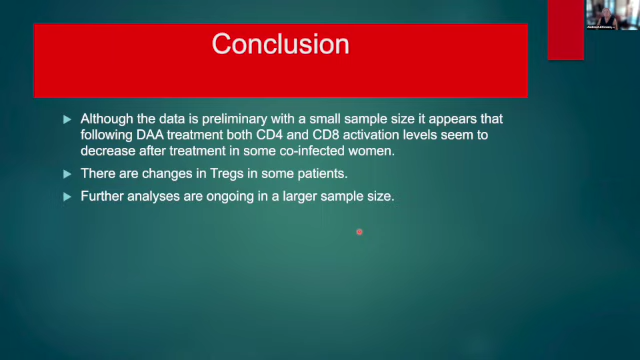 Conclusion
Although the data is preliminary with a small sample size it appears that
following DAA treatment both CD4 and CD8 activation levels seem to
decrease after treatment in some co-infected women.
There are changes in Tregs in some patients.
Further analyses are ongoing in a larger sample size.